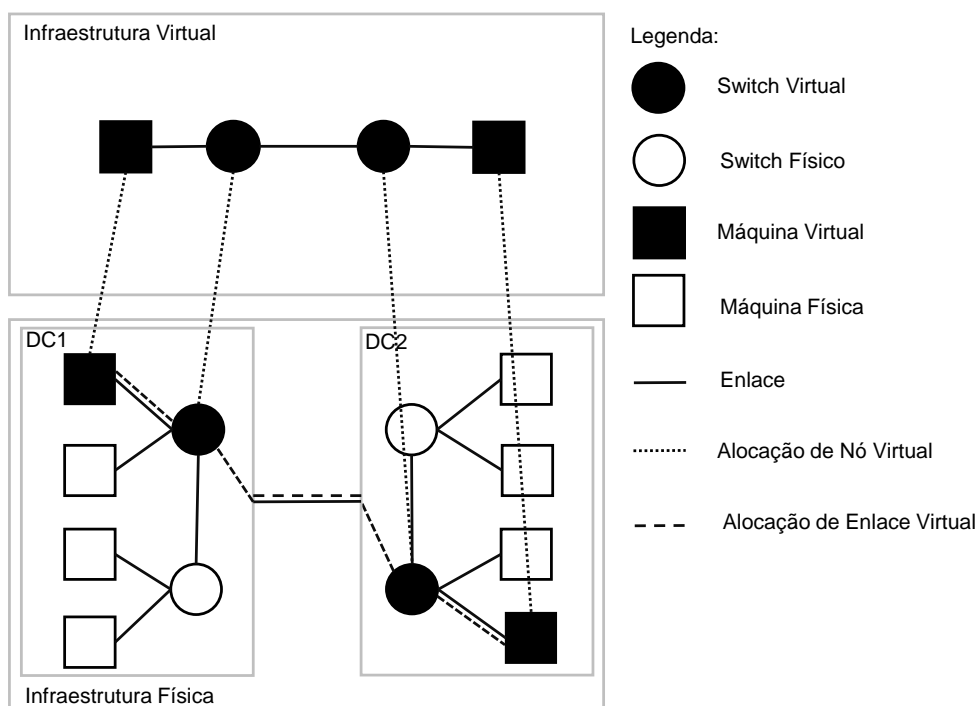 Infraestrutura Virtual
Legenda:
Switch Virtual
Switch Físico
Máquina Virtual
Máquina Física
Enlace
Alocação de Nó Virtual
Alocação de Enlace Virtual
DC1
DC2
Infraestrutura Física